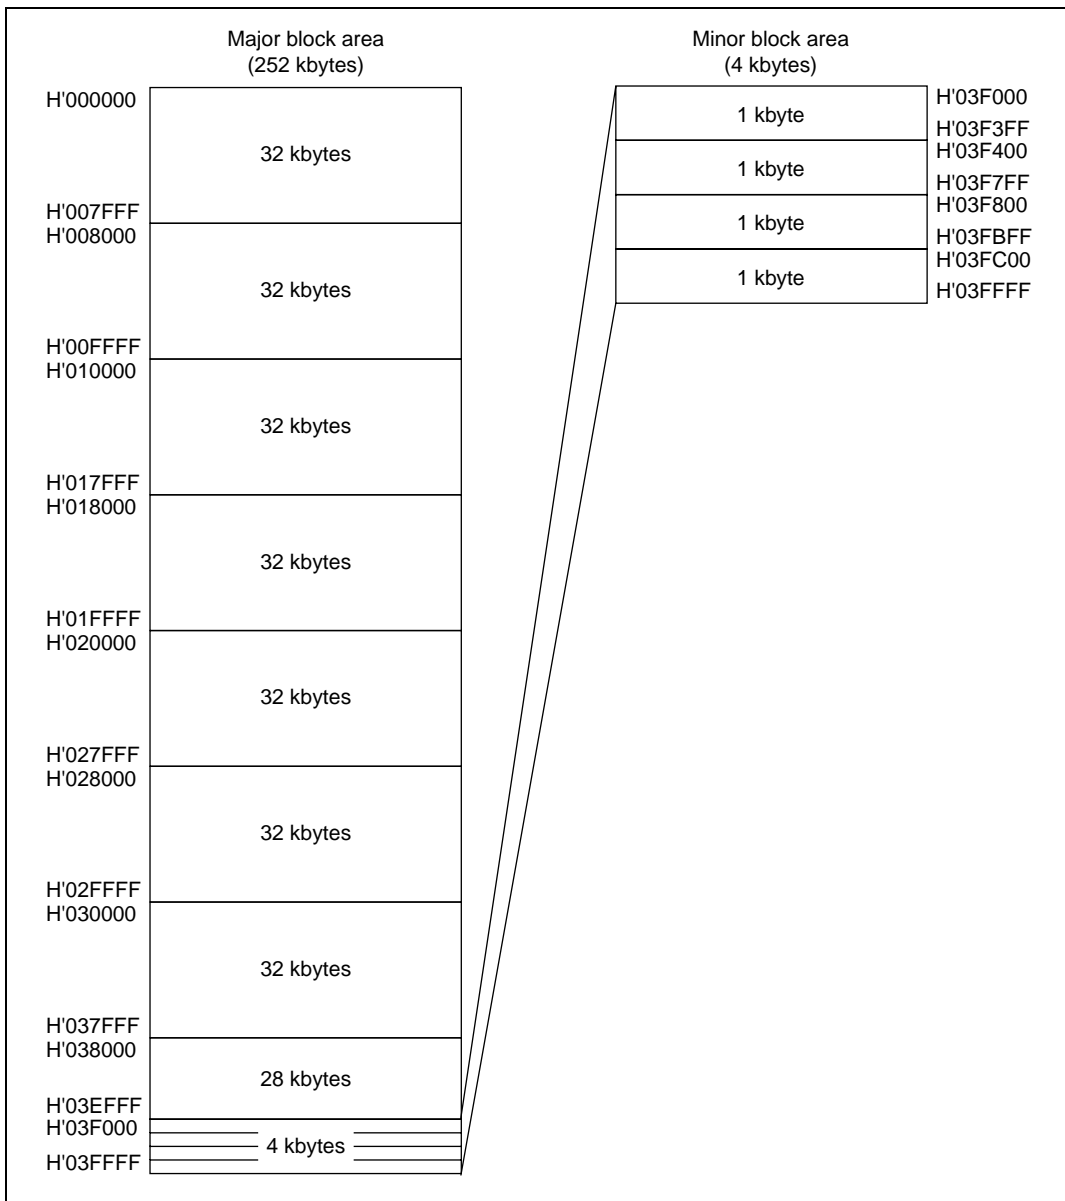 Major block area
(252 kbytes)
H'000000
32 kbytes
H'007FFF
H'008000
32 kbytes
H'00FFFF
H'010000
32 kbytes
H'017FFF
H'018000
32 kbytes
H'01FFFF
H'020000
32 kbytes
H'027FFF
H'028000
32 kbytes
H'02FFFF
H'030000
32 kbytes
H'037FFF
H'038000
28 kbytes
H'03EFFF
H'03F000
4 kbytes
H'03FFFF
Minor block area
(4 kbytes)
H'03F000
1 kbyte
H'03F3FF
H'03F400
1 kbyte
H'03F7FF
H'03F800
1 kbyte
H'03FBFF
H'03FC00
1 kbyte
H'03FFFF